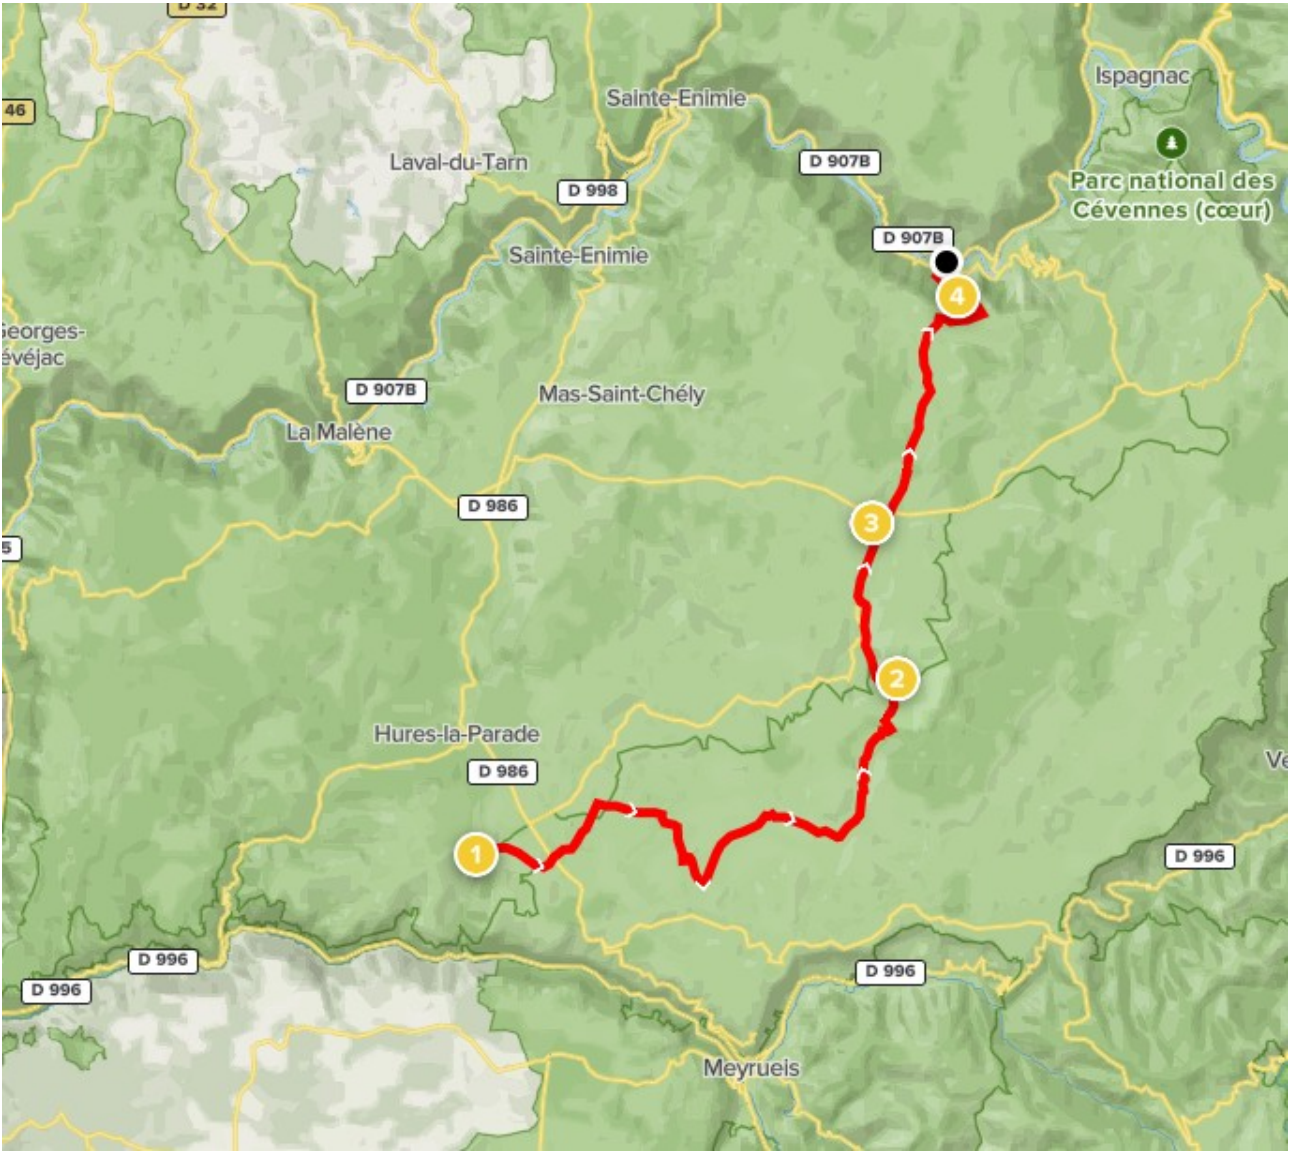 D 32
Ispagnac
46
Sainte-Enimie
Laval-du-Tarn
D 907B
Parc national des
Cévennes (cœur)
D 998
D 907B
Sainte-Enimie
4
Georges-
évéjac
D 907B
Mas-Saint-Chély
La Malène
D 986
3
5
2
Hures-la-Parade
D 986
Ve
1
D 996
D 996
D 996
D 996
Meyrueis